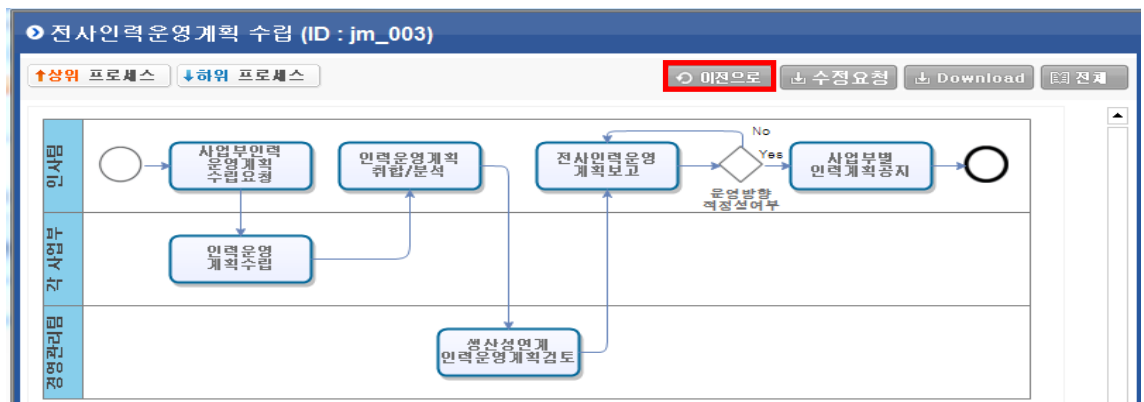 전사인력운영계획 수립 (ID : jm_003)
상위 프로세스
하위 프로세스
이전으로
수정요청
Download
전체
인사팀
사업부인력
운영계획
수립요청
인력운영계획
취합/분석
전사인력운영
계획보고
No
Yes
운영방향
적정성여부
사업부별
인력계획공지
각 사업부
인력운영
계획수립
경영관리팀
생산성연계
인력운영계획검토